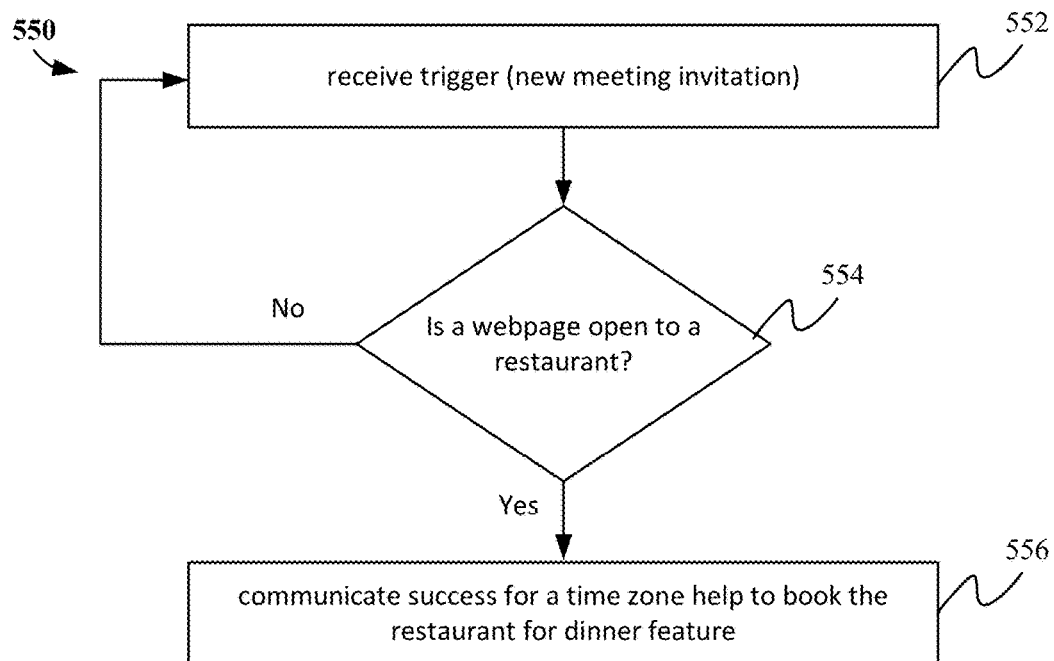 550
552
receive trigger (new meeting invitation)
554
No
Is a webpage open to a
restaurant?
Yes
556
communicate success for a time zone help to book the
restaurant for dinner feature